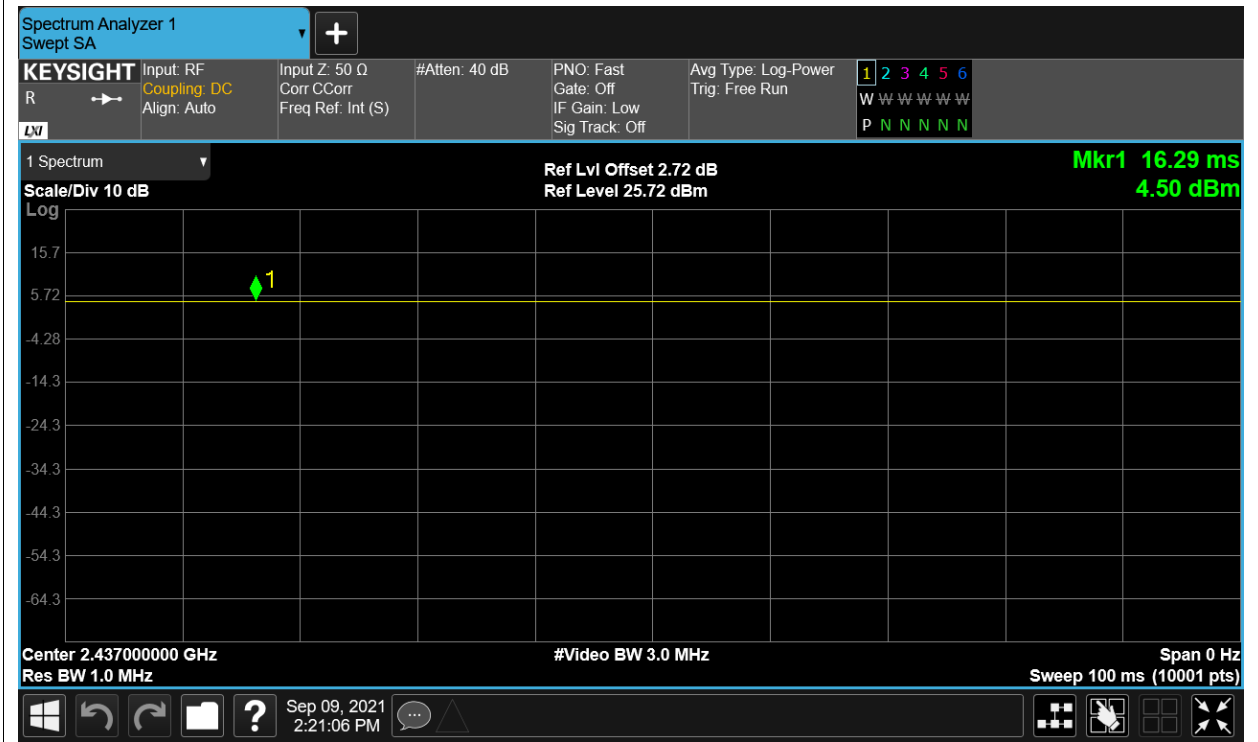 Spectrum Analyzer 1
Swept SA
+
KEYSIGHT
R
LXI
Input: RF
Coupling: DC
Align: Auto
Input Z: 50 Ω
Corr CCorr
Freq Ref: Int (S)
#Atten: 40 dB
PNO: Fast
Gate: Off
IF Gain: Low
Sig Track: Off
Avg Type: Log-Power
Trig: Free Run
1 2 3 4 5 6
W W W W W W
P N N N N N
1 Spectrum
Scale/Div 10 dB
Log
Ref Lvl Offset 2.72 dB
Ref Level 25.72 dBm
Mkr1 16.29 ms
4.50 dBm
15.7
1
5.72
-4.28
-14.3
-24.3
-34.3
-44.3
-54.3
-64.3
Center 2.437000000 GHz
Res BW 1.0 MHz
#Video BW 3.0 MHz
Span 0 Hz
Sweep 100 ms (10001 pts)
?
Sep 09, 2021
2:21:06 PM